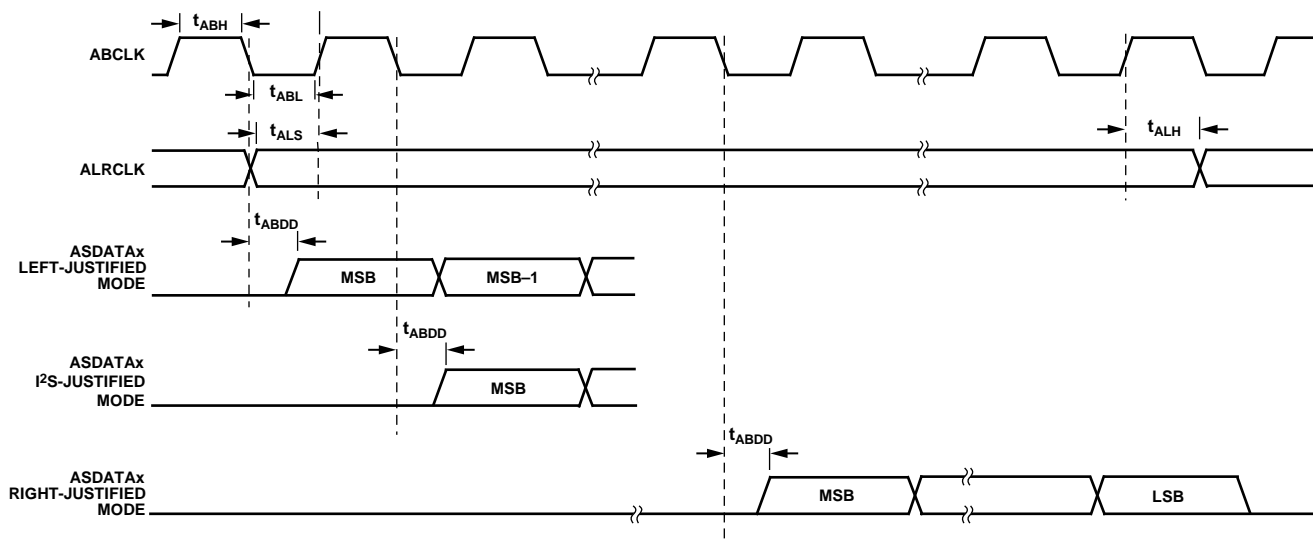 tABH
ABCLK
tABL
tALS
tALH
ALRCLK
tABDD
ASDATAx
LEFT-JUSTIFIED
MODE
MSB
MSB–1
tABDD
ASDATAx
I²S-JUSTIFIED
MODE
MSB
tABDD
ASDATAx
RIGHT-JUSTIFIED
MODE
MSB
LSB